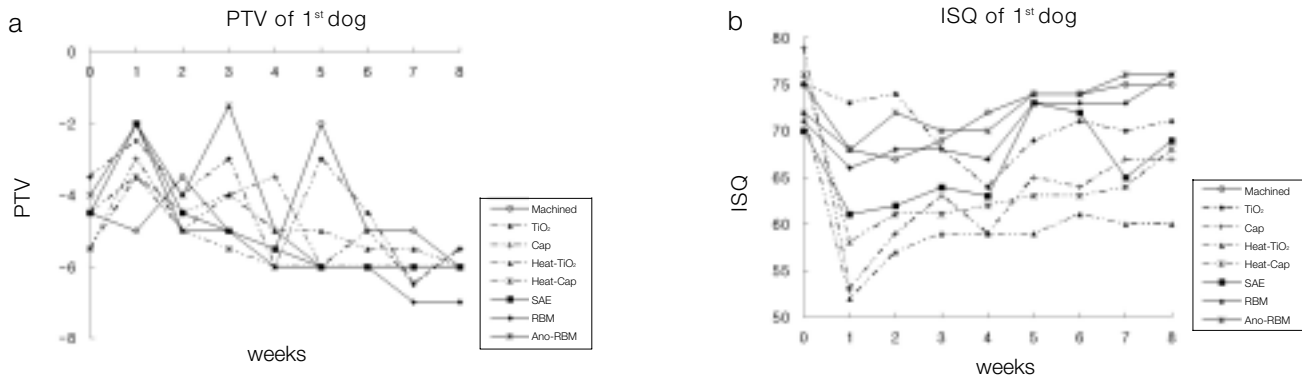 a
PTV of 1st dog
0
0 1 2 3 4 5 6 7 8
-2
-4
-6
-8
PTV
weeks
Machined
TiO₂
Cap
Heat-TiO₂
Heat-Cap
SAE
RBM
Ano-RBM
b
ISQ of 1st dog
80
75
70
65
60
55
50
0 1 2 3 4 5 6 7 8
ISQ
weeks
Machined
TiO₂
Cap
Heat-TiO₂
Heat-Cap
SAE
RBM
Ano-RBM